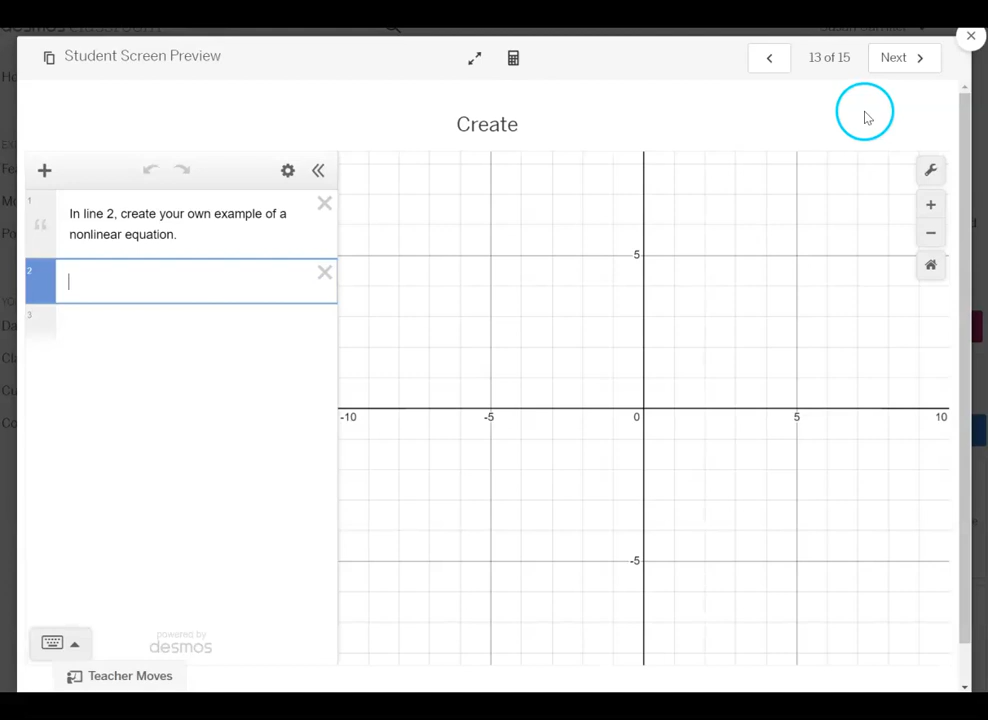 Student Screen Preview
13 of 15
Next
Create
1
In line 2, create your own example of a
nonlinear equation.
2
3
5
-10
-5
0
5
10
-5
powered by
desmos
Teacher Moves